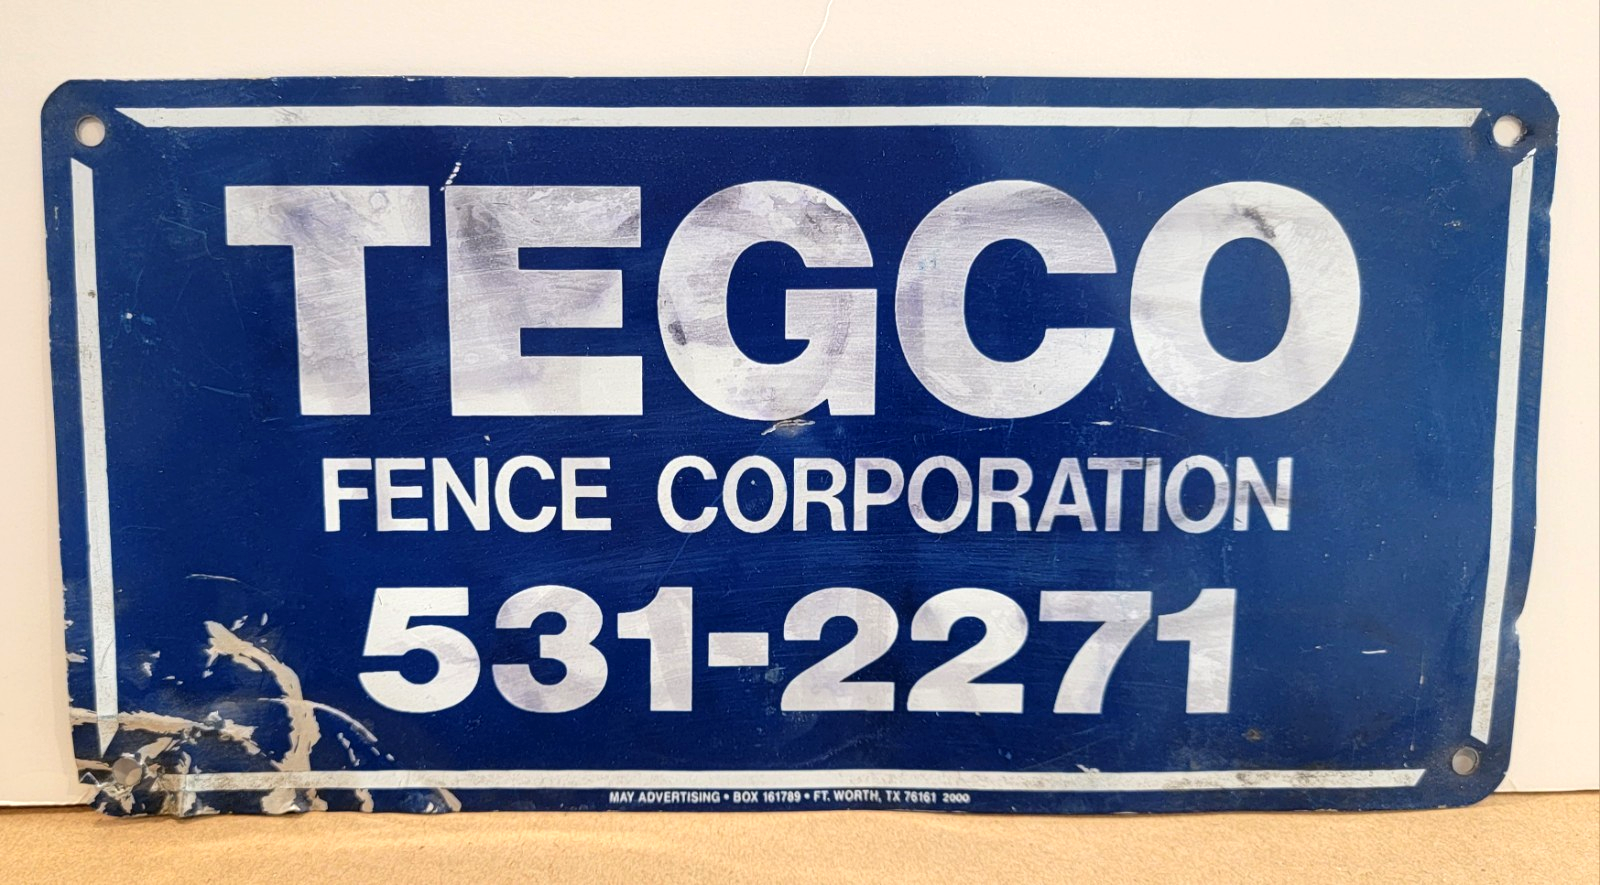 TEGCO
FENCE CORPORATION
531-2271
MAY ADVERTISING • BOX 161789 • FT. WORTH, TX 76161 2000